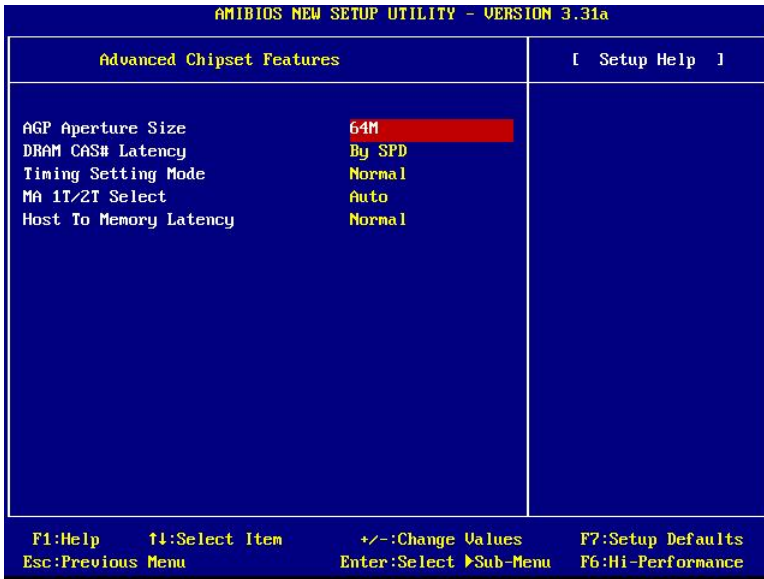 AMIBIOS NEW SETUP UTILITY - VERSION 3.31a
Advanced Chipset Features
[ Setup Help ]
AGP Aperture Size 64M
DRAM CAS# Latency By SPD
Timing Setting Mode Normal
MA 1T/2T Select Auto
Host To Memory Latency Normal
F1:Help ↑↓:Select Item +/-:Change Values F7:Setup Defaults
Esc:Previous Menu Enter:Select ▶Sub-Menu F6:Hi-Performance